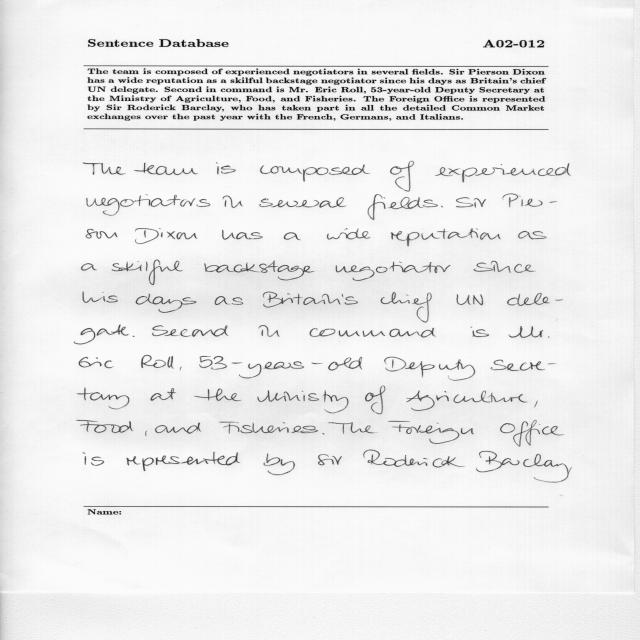 Sentence Database A02-012
The team is composed of experienced negotiators in several fields. Sir Pierson Dixon
has a wide reputation as a skilful backstage negotiator since his days as Britain's chief
UN delegate. Second in command is Mr. Eric Roll, 53-year-old Deputy Secretary at
the Ministry of Agriculture, Food, and Fisheries. The Foreign Office is represented
by Sir Roderick Barclay, who has taken part in all the detailed Common Market
exchanges over the past year with the French, Germans, and Italians.
The team is composed of experienced
negotiators in several fields. Sir Pier-
son Dixon has a wide reputation as
a skilful backstage negotiator since
his days as Britain's chief UN dele-
gate. Second in command is Mr.
Eric Roll, 53-years-old Deputy Secre-
tary at the Ministry of Agriculture,
Food, and Fisheries. The Foreign Office
is represented by Sir Roderick Barclay
Name: